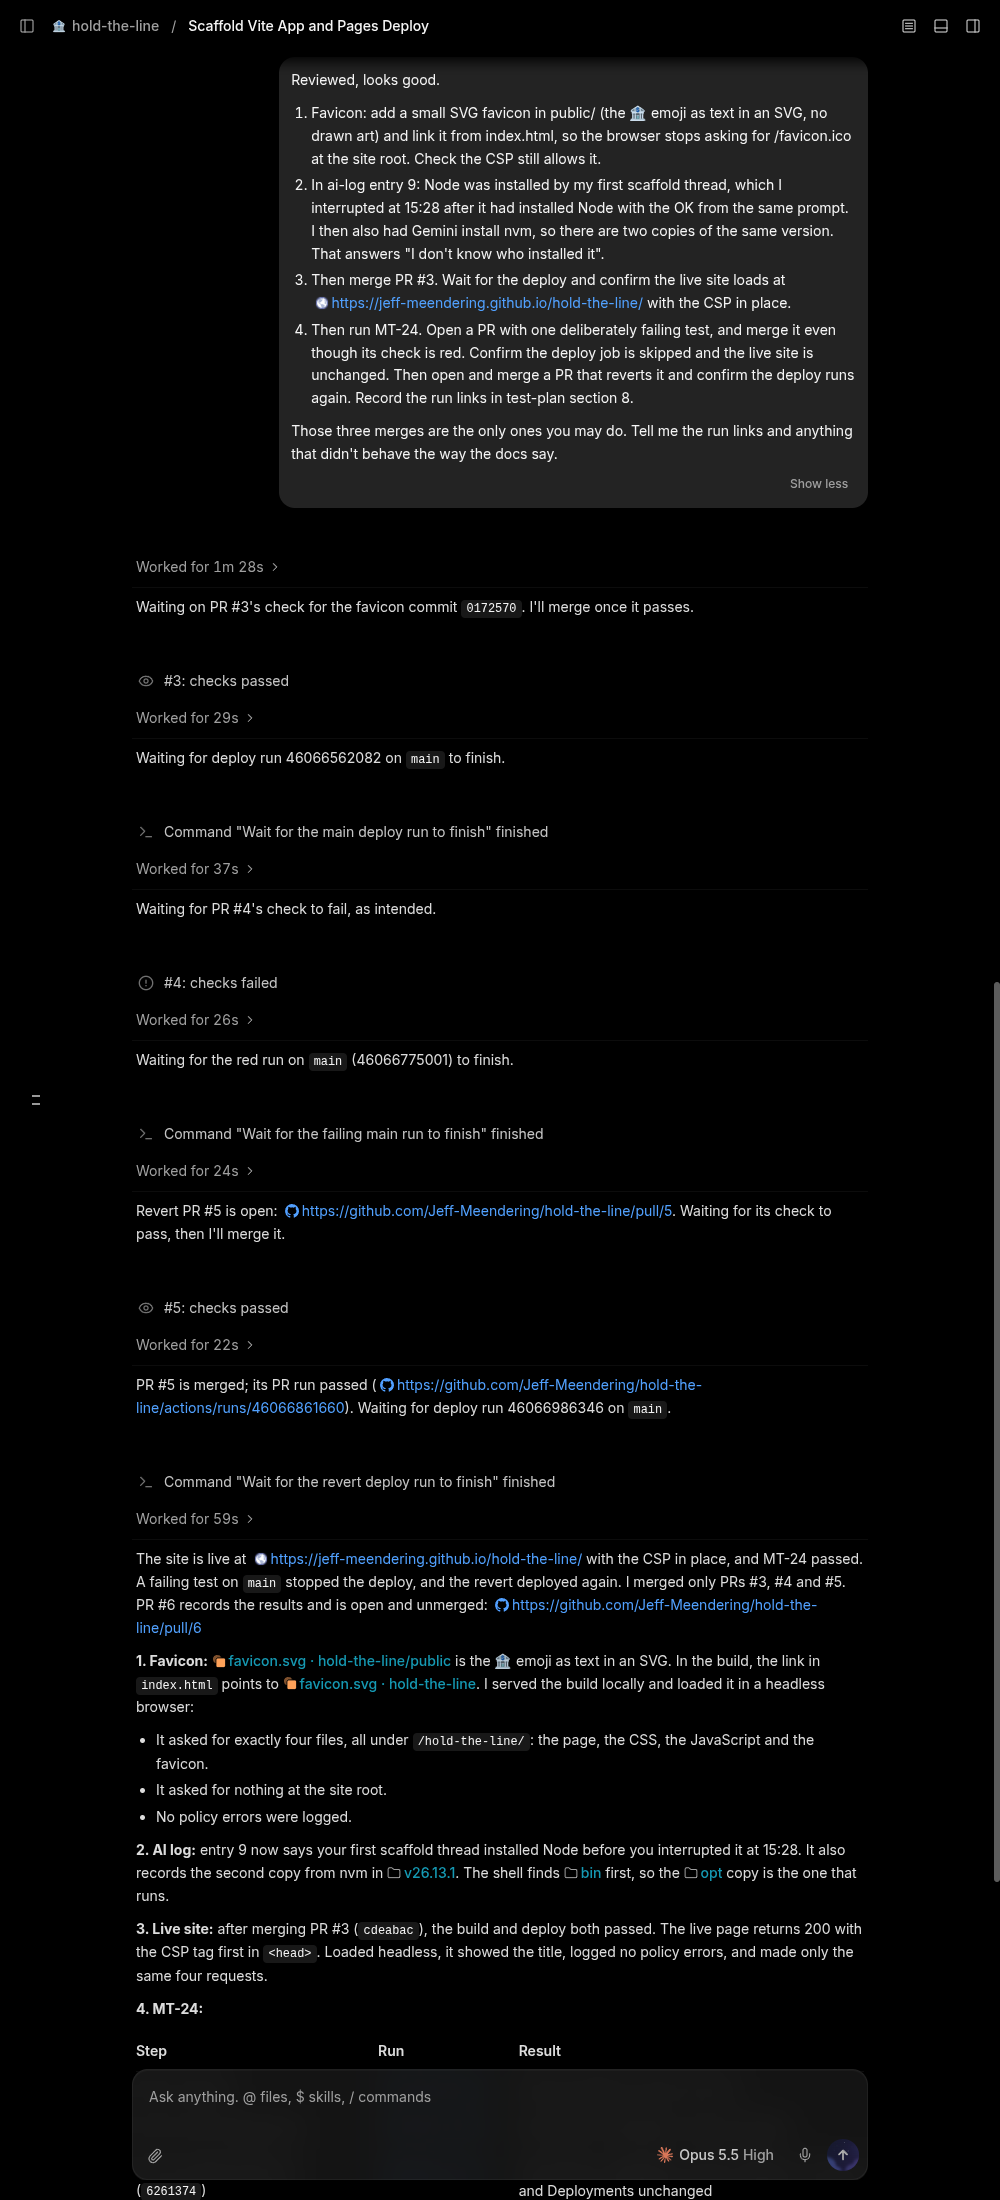 hold-the-line / Scaffold Vite App and Pages Deploy
Reviewed, looks good.
1. Favicon: add a small SVG favicon in public/ (the 🏦 emoji as text in an SVG, no
drawn art) and link it from index.html, so the browser stops asking for /favicon.ico
at the site root. Check the CSP still allows it.
2. In ai-log entry 9: Node was installed by my first scaffold thread, which I
interrupted at 15:28 after it had installed Node with the OK from the same prompt.
I then also had Gemini install nvm, so there are two copies of the same version.
That answers "I don't know who installed it".
3. Then merge PR #3. Wait for the deploy and confirm the live site loads at
https://jeff-meendering.github.io/hold-the-line/ with the CSP in place.
4. Then run MT-24. Open a PR with one deliberately failing test, and merge it even
though its check is red. Confirm the deploy job is skipped and the live site is
unchanged. Then open and merge a PR that reverts it and confirm the deploy runs
again. Record the run links in test-plan section 8.
Those three merges are the only ones you may do. Tell me the run links and anything
that didn't behave the way the docs say.
Show less
Worked for 1m 28s
Waiting on PR #3's check for the favicon commit 0172570. I'll merge once it passes.
#3: checks passed
Worked for 29s
Waiting for deploy run 46066562082 on main to finish.
Command "Wait for the main deploy run to finish" finished
Worked for 37s
Waiting for PR #4's check to fail, as intended.
#4: checks failed
Worked for 26s
Waiting for the red run on main (46066775001) to finish.
Command "Wait for the failing main run to finish" finished
Worked for 24s
Revert PR #5 is open: https://github.com/Jeff-Meendering/hold-the-line/pull/5. Waiting for its check to
pass, then I'll merge it.
#5: checks passed
Worked for 22s
PR #5 is merged; its PR run passed (https://github.com/Jeff-Meendering/hold-the-
line/actions/runs/46066861660). Waiting for deploy run 46066986346 on main.
Command "Wait for the revert deploy run to finish" finished
Worked for 59s
The site is live at https://jeff-meendering.github.io/hold-the-line/ with the CSP in place, and MT-24 passed.
A failing test on main stopped the deploy, and the revert deployed again. I merged only PRs #3, #4 and #5.
PR #6 records the results and is open and unmerged: https://github.com/Jeff-Meendering/hold-the-
line/pull/6
1. Favicon: favicon.svg · hold-the-line/public is the 🏦 emoji as text in an SVG. In the build, the link in
index.html points to favicon.svg · hold-the-line. I served the build locally and loaded it in a headless
browser:
• It asked for exactly four files, all under /hold-the-line/: the page, the CSS, the JavaScript and the
favicon.
• It asked for nothing at the site root.
• No policy errors were logged.
2. AI log: entry 9 now says your first scaffold thread installed Node before you interrupted it at 15:28. It also
records the second copy from nvm in v26.13.1. The shell finds bin first, so the opt copy is the one that
runs.
3. Live site: after merging PR #3 (cdeabac), the build and deploy both passed. The live page returns 200 with
the CSP tag first in <head>. Loaded headless, it showed the title, logged no policy errors, and made only the
same four requests.
4. MT-24:
Step Run Result
Ask anything. @ files, $ skills, / commands
Opus 5.5 High
(6261374) and Deployments unchanged